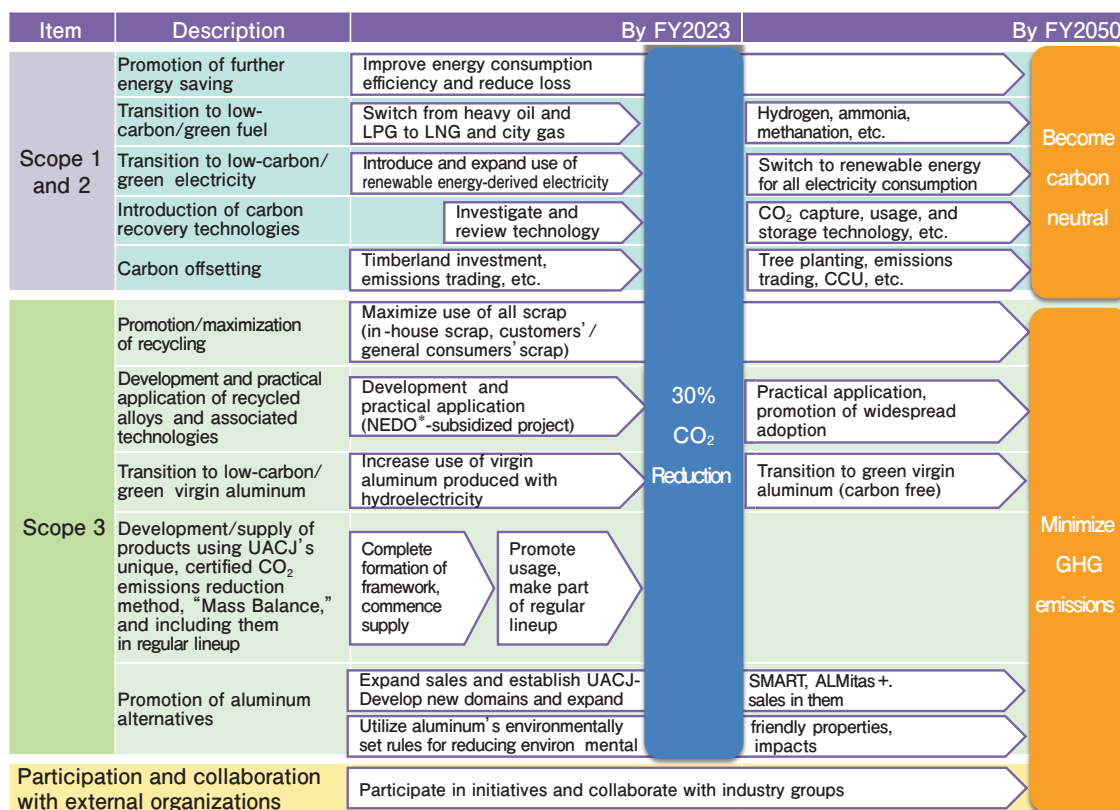 Item
Description
By FY2023
By FY2050
Scope 1
and 2
Promotion of further
energy saving
Improve energy consumption
efficiency and reduce loss
Transition to low-
carbon/green fuel
Switch from heavy oil and
LPG to LNG and city gas
Hydrogen, ammonia,
methanation, etc.
Transition to low-carbon/
green electricity
Introduce and expand use of
renewable energy-derived electricity
Switch to renewable energy
for all electricity consumption
Introduction of carbon
recovery technologies
Investigate and
review technology
CO₂ capture, usage, and
storage technology, etc.
Carbon offsetting
Timberland investment,
emissions trading, etc.
Tree planting, emissions
trading, CCU, etc.
Become
carbon
neutral
Scope 3
Promotion/maximization
of recycling
Maximize use of all scrap
(in-house scrap, customers'/
general consumers' scrap)
Development and practical
application of recycled
alloys and associated
technologies
Development and
practical application
(NEDO*-subsidized project)
Practical application,
promotion of widespread
adoption
Transition to low-carbon/
green virgin aluminum
Increase use of virgin
aluminum produced with
hydroelectricity
Transition to green virgin
aluminum (carbon free)
Development/supply of
products using UACJ's
unique, certified CO₂
emissions reduction
method, "Mass Balance,"
and including them
in regular lineup
Complete
formation of
framework,
commence
supply
Promote
usage,
make part
of regular
lineup
Promotion of aluminum
alternatives
Expand sales and establish UACJ-
Develop new domains and expand
SMART, ALMitas+.
sales in them
Utilize aluminum's environmentally
set rules for reducing environ mental
friendly properties,
impacts
30%
CO₂
Reduction
Minimize
GHG
emissions
Participation and collaboration
with external organizations
Participate in initiatives and collaborate with industry groups